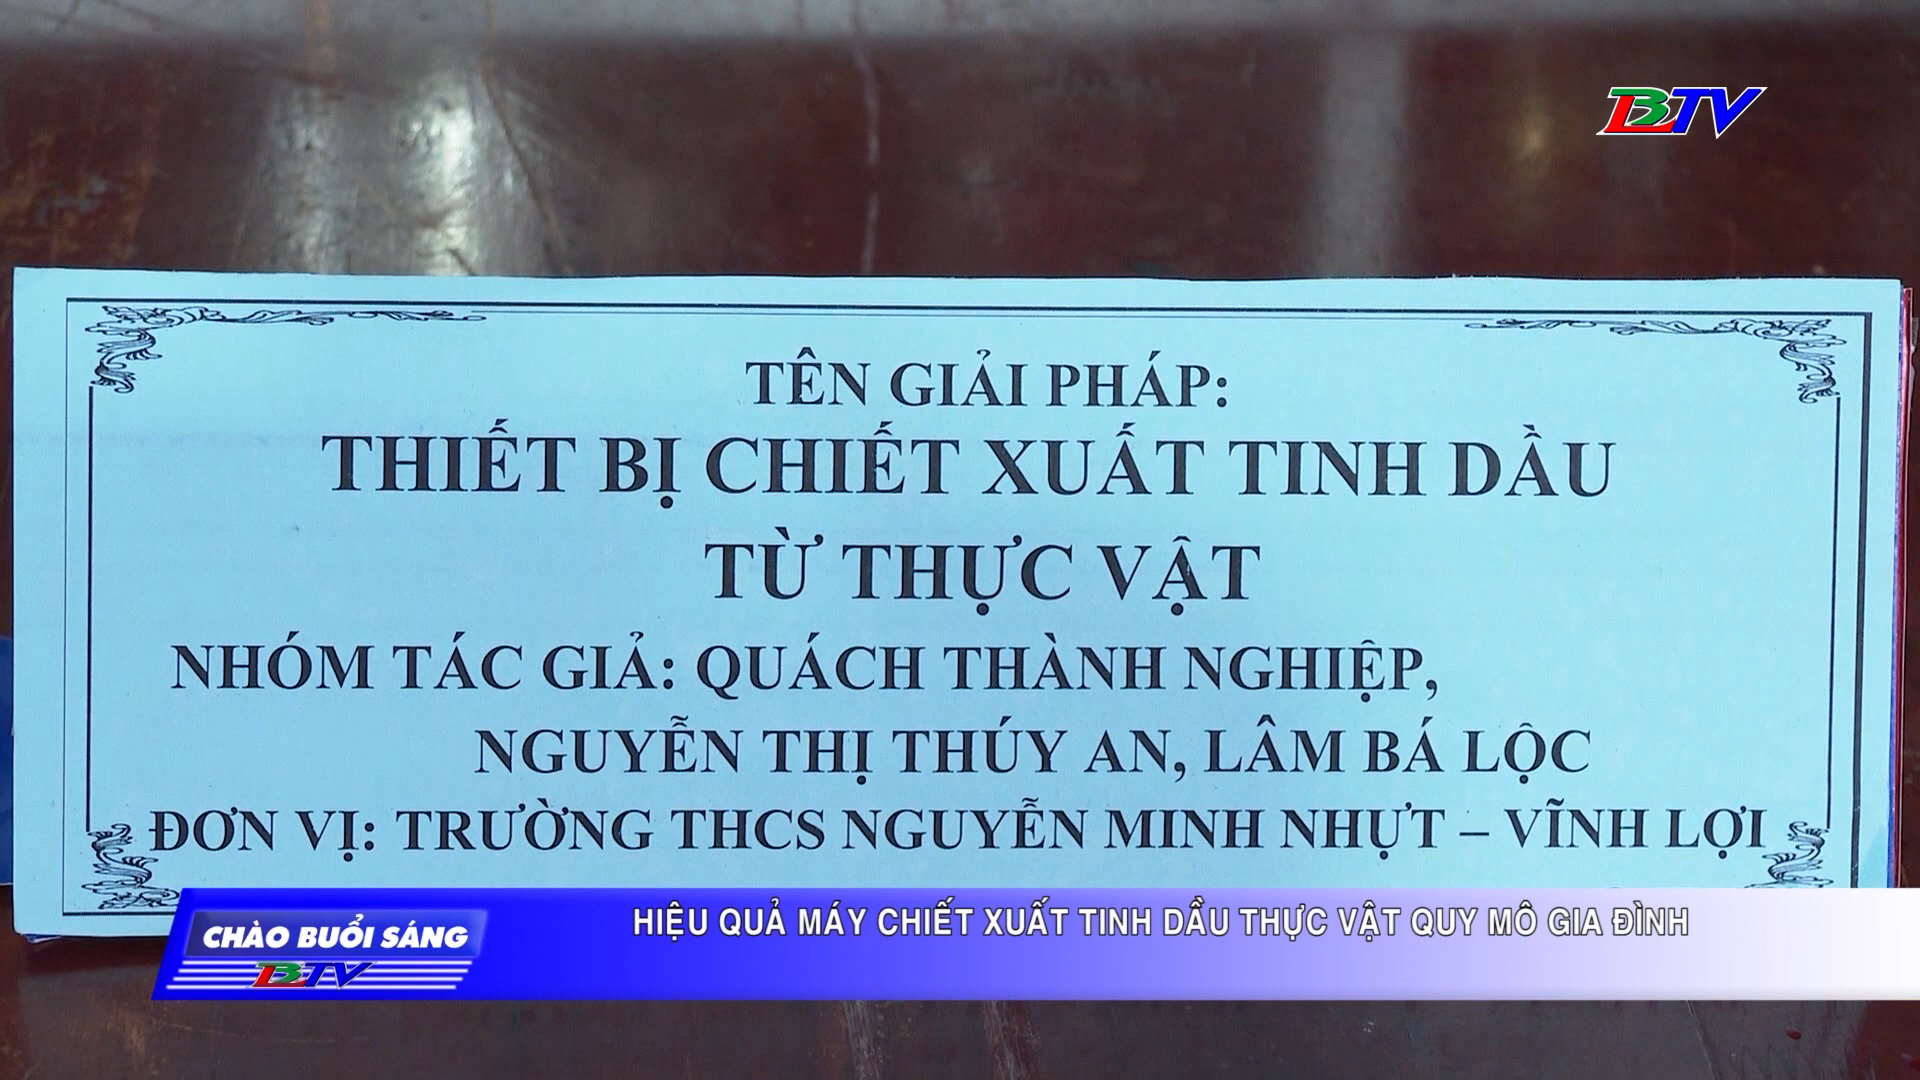 BTV
TÊN GIẢI PHÁP:
THIẾT BỊ CHIẾT XUẤT TINH DẦU
TỪ THỰC VẬT
NHÓM TÁC GIẢ: QUÁCH THÀNH NGHIỆP,
NGUYỄN THỊ THÚY AN, LÂM BÁ LỘC
ĐƠN VỊ: TRƯỜNG THCS NGUYỄN MINH NHỰT – VĨNH LỢI
HIỆU QUẢ MÁY CHIẾT XUẤT TINH DẦU THỰC VẬT QUY MÔ GIA ĐÌNH
CHÀO BUỔI SÁNG
BTV